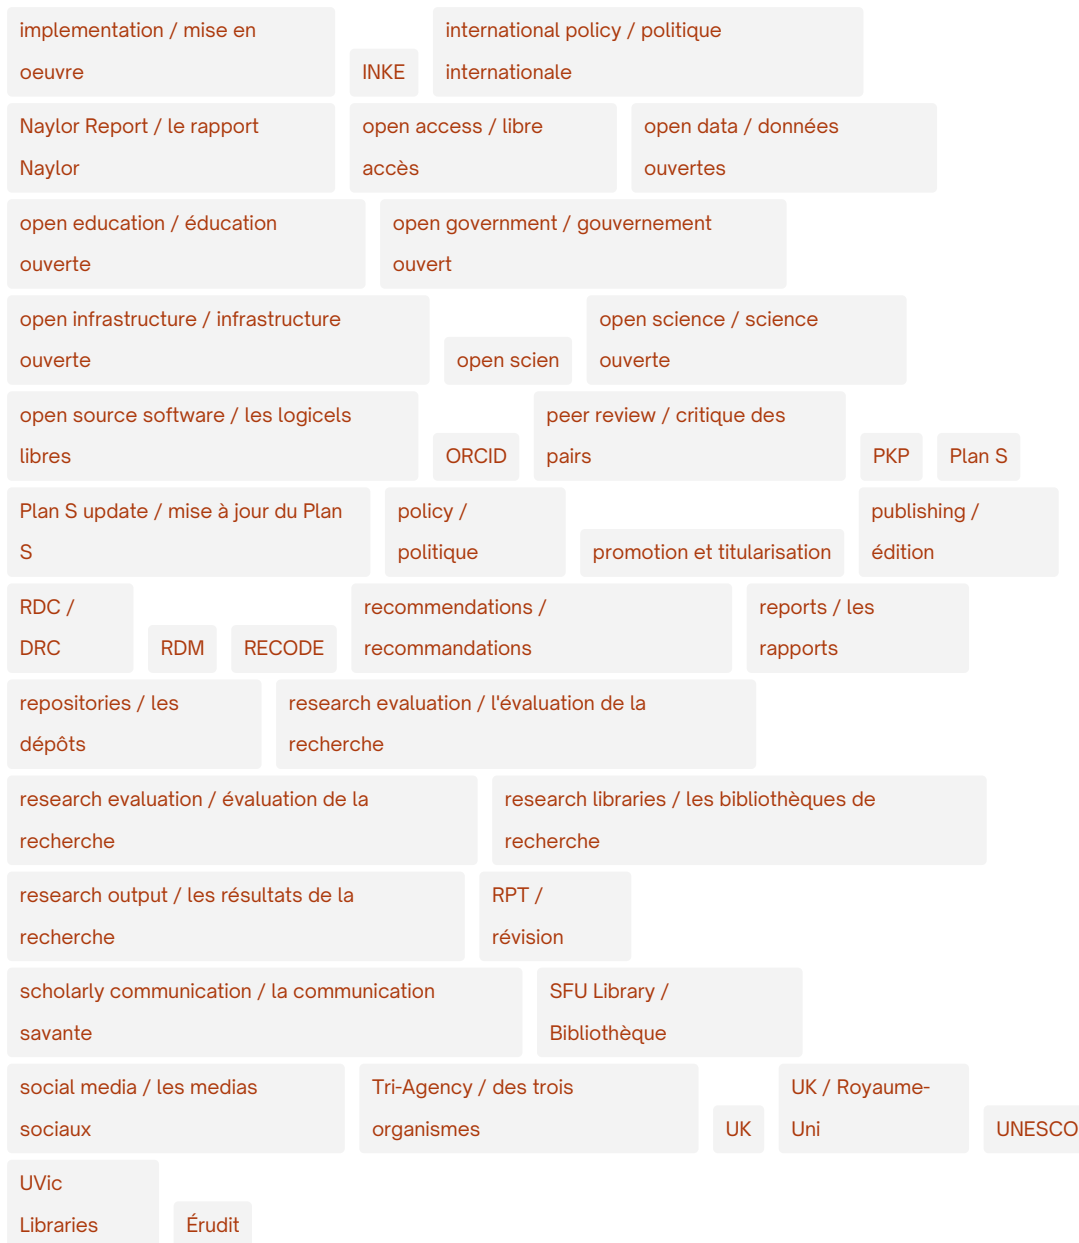 implementation / mise en
oeuvre
INKE
international policy / politique
internationale
Naylor Report / le rapport
Naylor
open access / libre
accès
open data / données
ouvertes
open education / éducation
ouverte
open government / gouvernement
ouvert
open infrastructure / infrastructure
ouverte
open scien
open science / science
ouverte
open source software / les logicels
libres
ORCID
peer review / critique des
pairs
PKP
Plan S
Plan S update / mise à jour du Plan
S
policy /
politique
promotion et titularisation
publishing /
édition
RDC /
DRC
RDM
RECODE
recommendations /
recommandations
reports / les
rapports
repositories / les
dépôts
research evaluation / l'évaluation de la
recherche
research evaluation / évaluation de la
recherche
research libraries / les bibliothèques de
recherche
research output / les résultats de la
recherche
RPT /
révision
scholarly communication / la communication
savante
SFU Library /
Bibliothèque
social media / les medias
sociaux
Tri-Agency / des trois
organismes
UK
UK / Royaume-
Uni
UNESCO
UVic
Libraries
Érudit